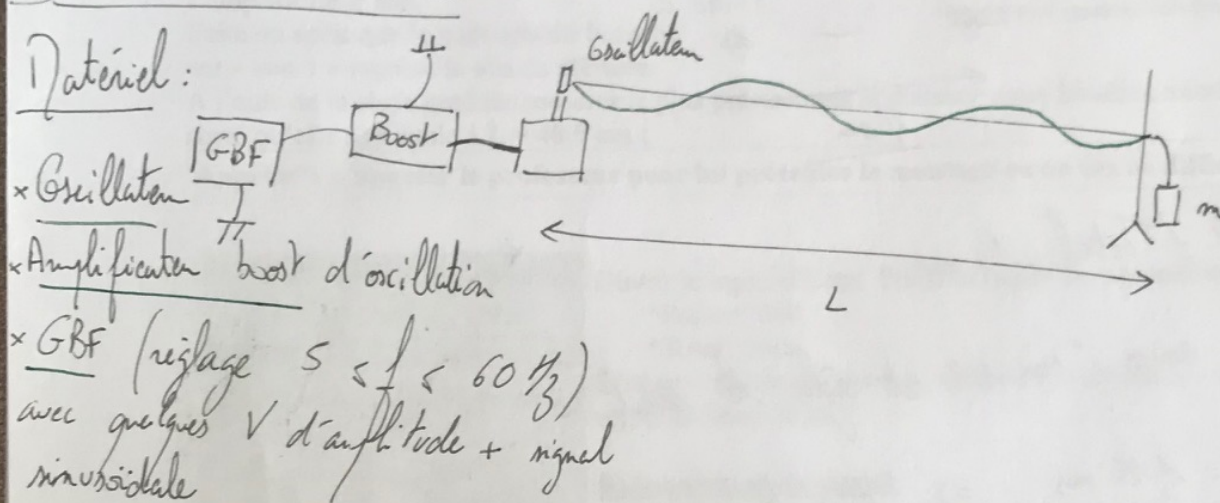 Matériel :
GBF
Boost
Oscillateur
m
L
* Oscillateur
* Amplificateur boost d'oscillation
* GBF (réglage 5 ≤ f ≤ 60 Hz)
avec quelques V d'amplitude + signal
sinusoïdale